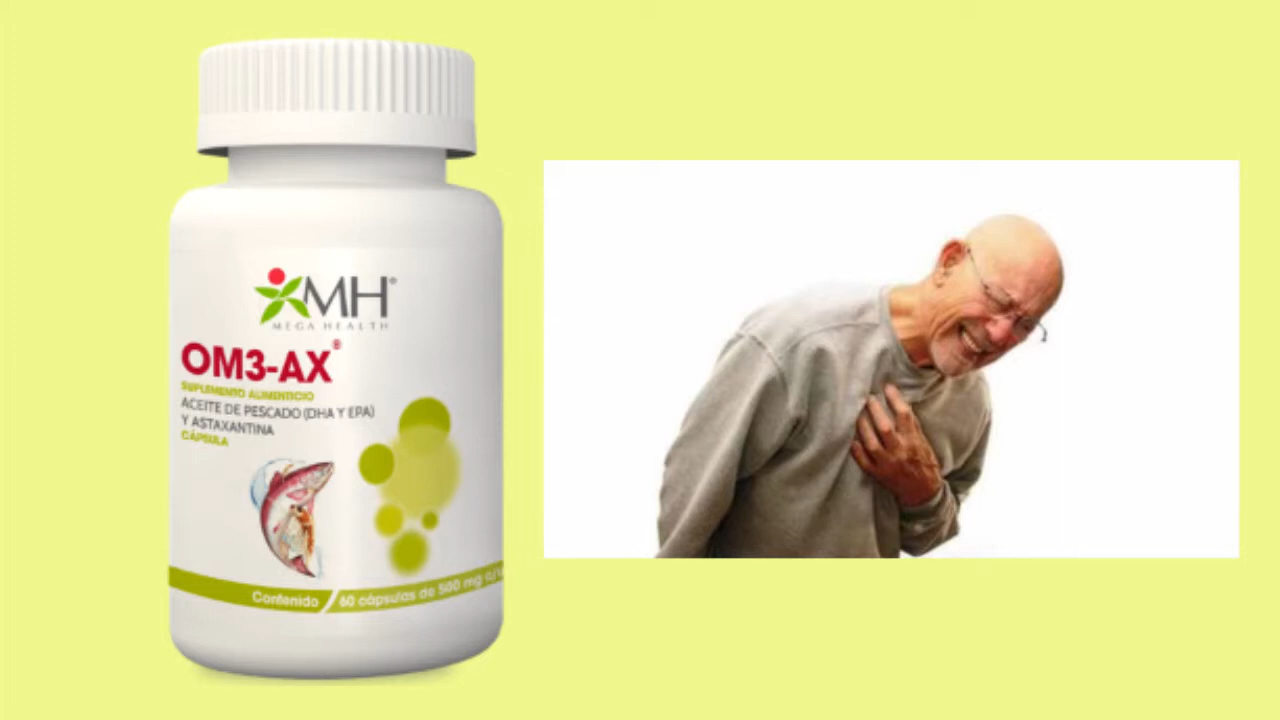 MH®
MEGA HEALTH
OM3-AX®
SUPLEMENTO ALIMENTICIO
ACEITE DE PESCADO (DHA Y EPA)
Y ASTAXANTINA
CÁPSULA
Contenido / 60 cápsulas de 500 mg c/u